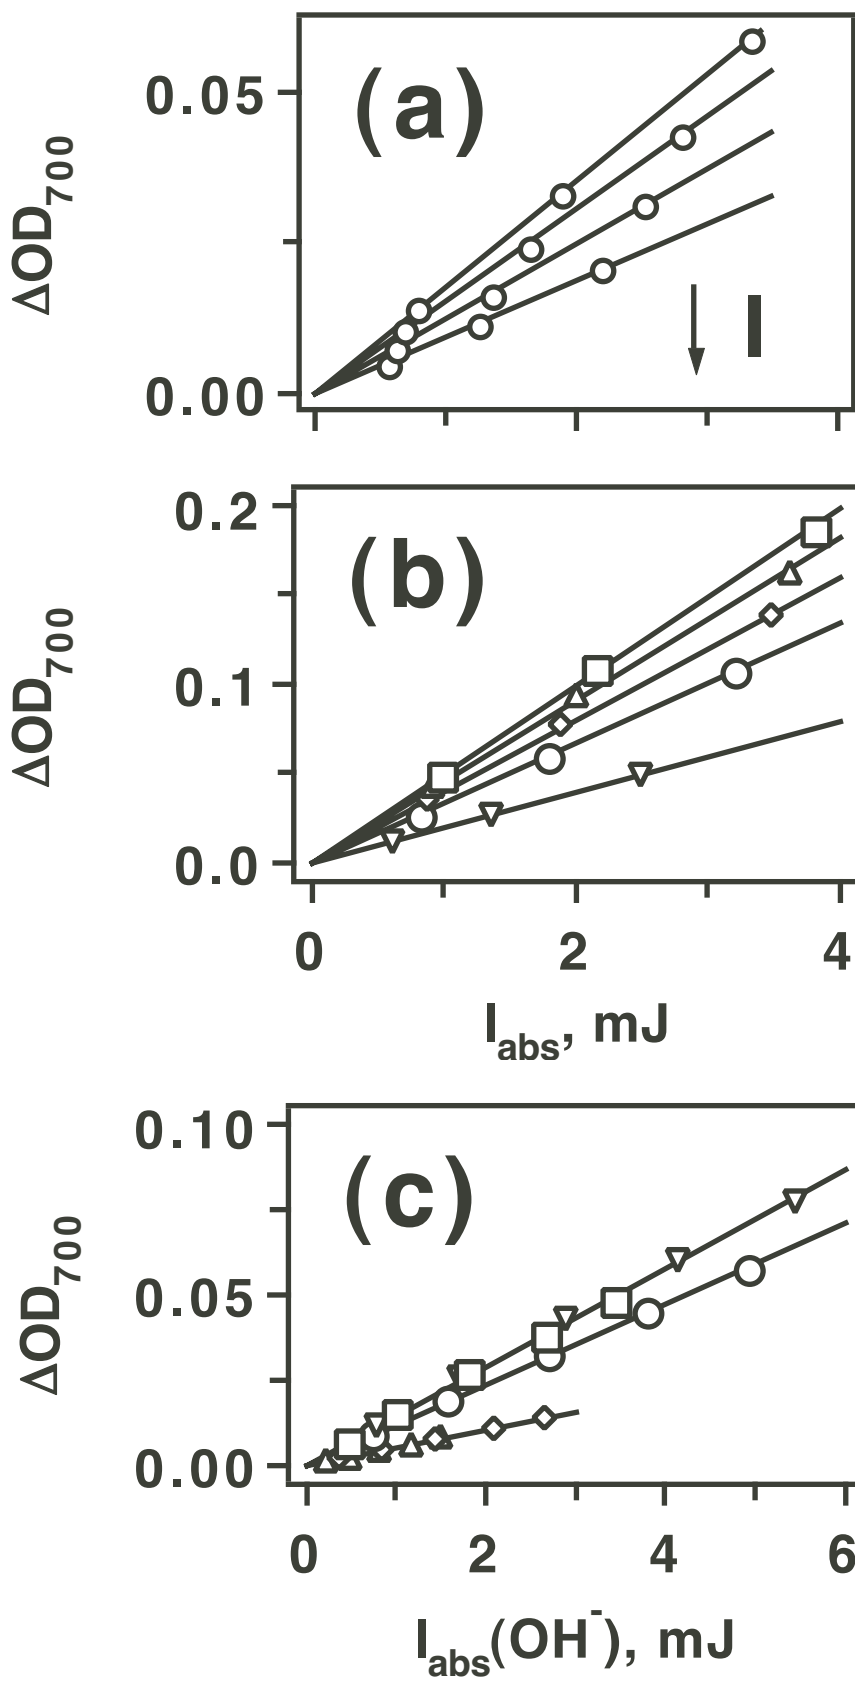 (a)
0.05
ΔOD700
0.00
I
0.2
(b)
0.1
ΔOD700
0.0
0 2 4
Iabs, mJ
0.10
(c)
0.05
ΔOD700
0.00
0 2 4 6
Iabs(OH-), mJ